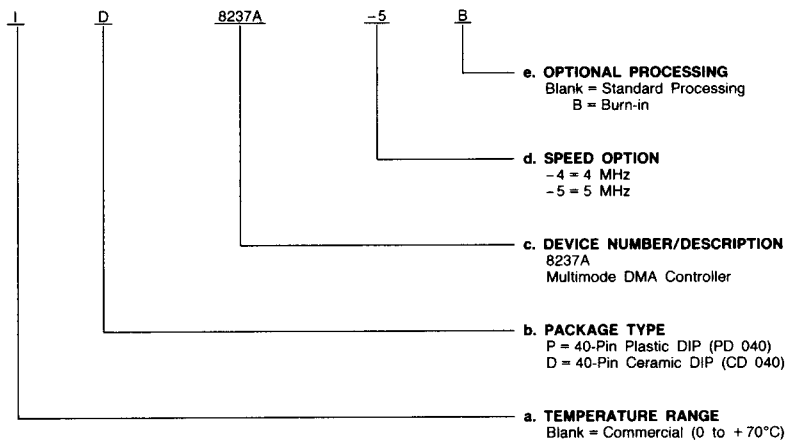 I D 8237A -5 B
e. OPTIONAL PROCESSING
Blank = Standard Processing
B = Burn-in
d. SPEED OPTION
-4 = 4 MHz
-5 = 5 MHz
c. DEVICE NUMBER/DESCRIPTION
8237A
Multimode DMA Controller
b. PACKAGE TYPE
P = 40-Pin Plastic DIP (PD 040)
D = 40-Pin Ceramic DIP (CD 040)
a. TEMPERATURE RANGE
Blank = Commercial (0 to +70°C)